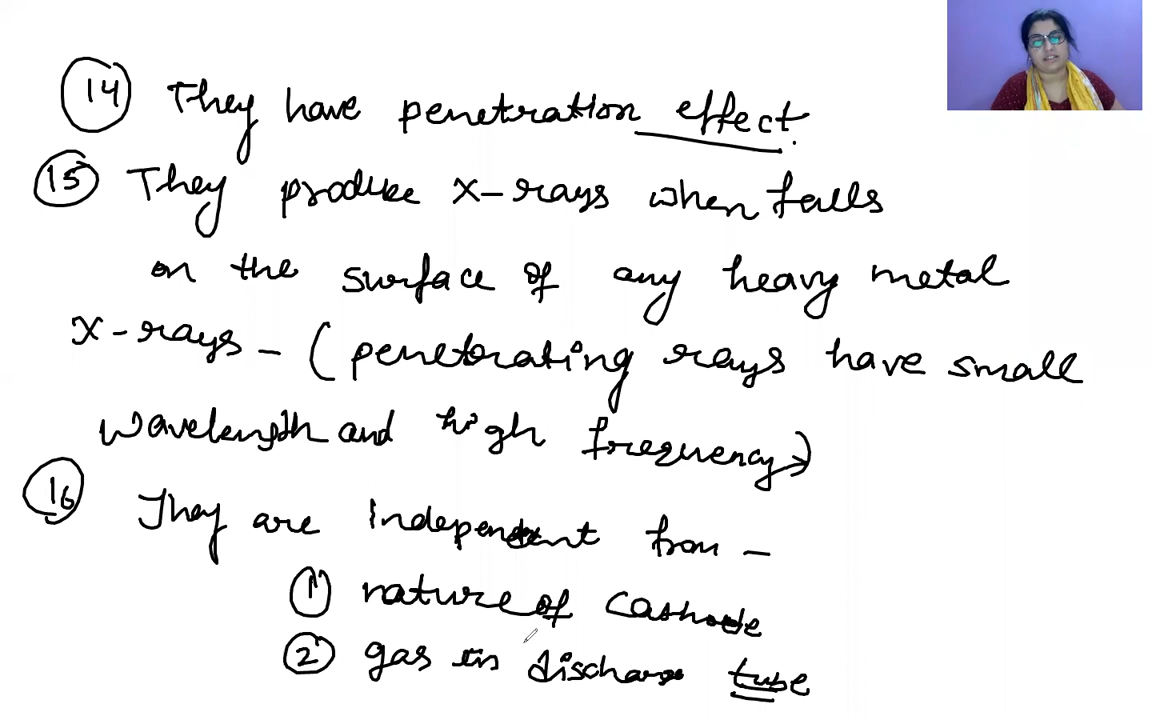 14 They have penetration effect.
15 They produce X-rays when falls
on the surface of any heavy metal
X-rays - (penetrating rays have small
wavelength and high frequency)
16 They are independent from -
1 nature of cathode
2 gas in discharge tube